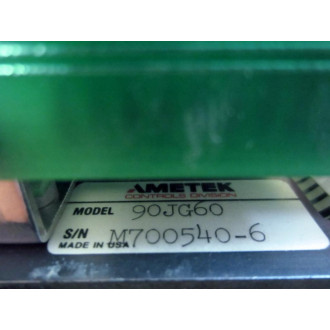 AMETEK
CONTROLS DIVISION
MODEL 90JG60
S/N M700540-6
MADE IN USA